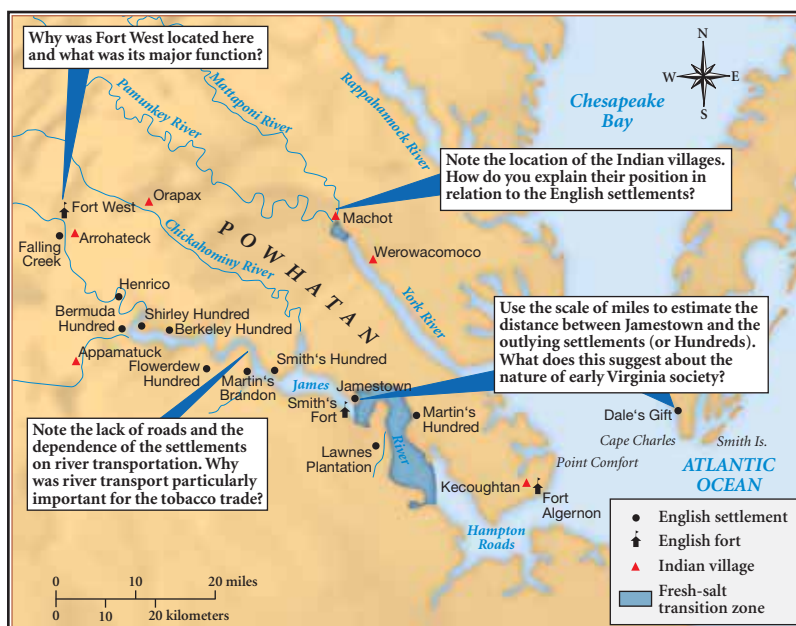 Why was Fort West located here
and what was its major function?
N
W
E
S
Chesapeake
Bay
Rappahannock River
Mattaponi River
Pamunkey River
Note the location of the Indian villages.
How do you explain their position in
relation to the English settlements?
Orapax
Fort West
Machot
Arrohateck
Falling
Creek
Chickahominy River
POWHATAN
Werowacomoco
York River
Henrico
Bermuda
Hundred
Shirley Hundred
Berkeley Hundred
Use the scale of miles to estimate the
distance between Jamestown and the
outlying settlements (or Hundreds).
What does this suggest about the
nature of early Virginia society?
Appamatuck
Flowerdew
Hundred
Martin's
Brandon
Smith's Hundred
James
River
Jamestown
Smith's
Fort
Martin's
Hundred
Dale's Gift
Cape Charles
Smith Is.
Note the lack of roads and the
dependence of the settlements
on river transportation. Why
was river transport particularly
important for the tobacco trade?
Lawnes
Plantation
Point Comfort
ATLANTIC
OCEAN
Kecoughtan
Fort
Algernon
Hampton
Roads
English settlement
English fort
Indian village
Fresh-salt
transition zone
0 10 20 miles
0 10 20 kilometers